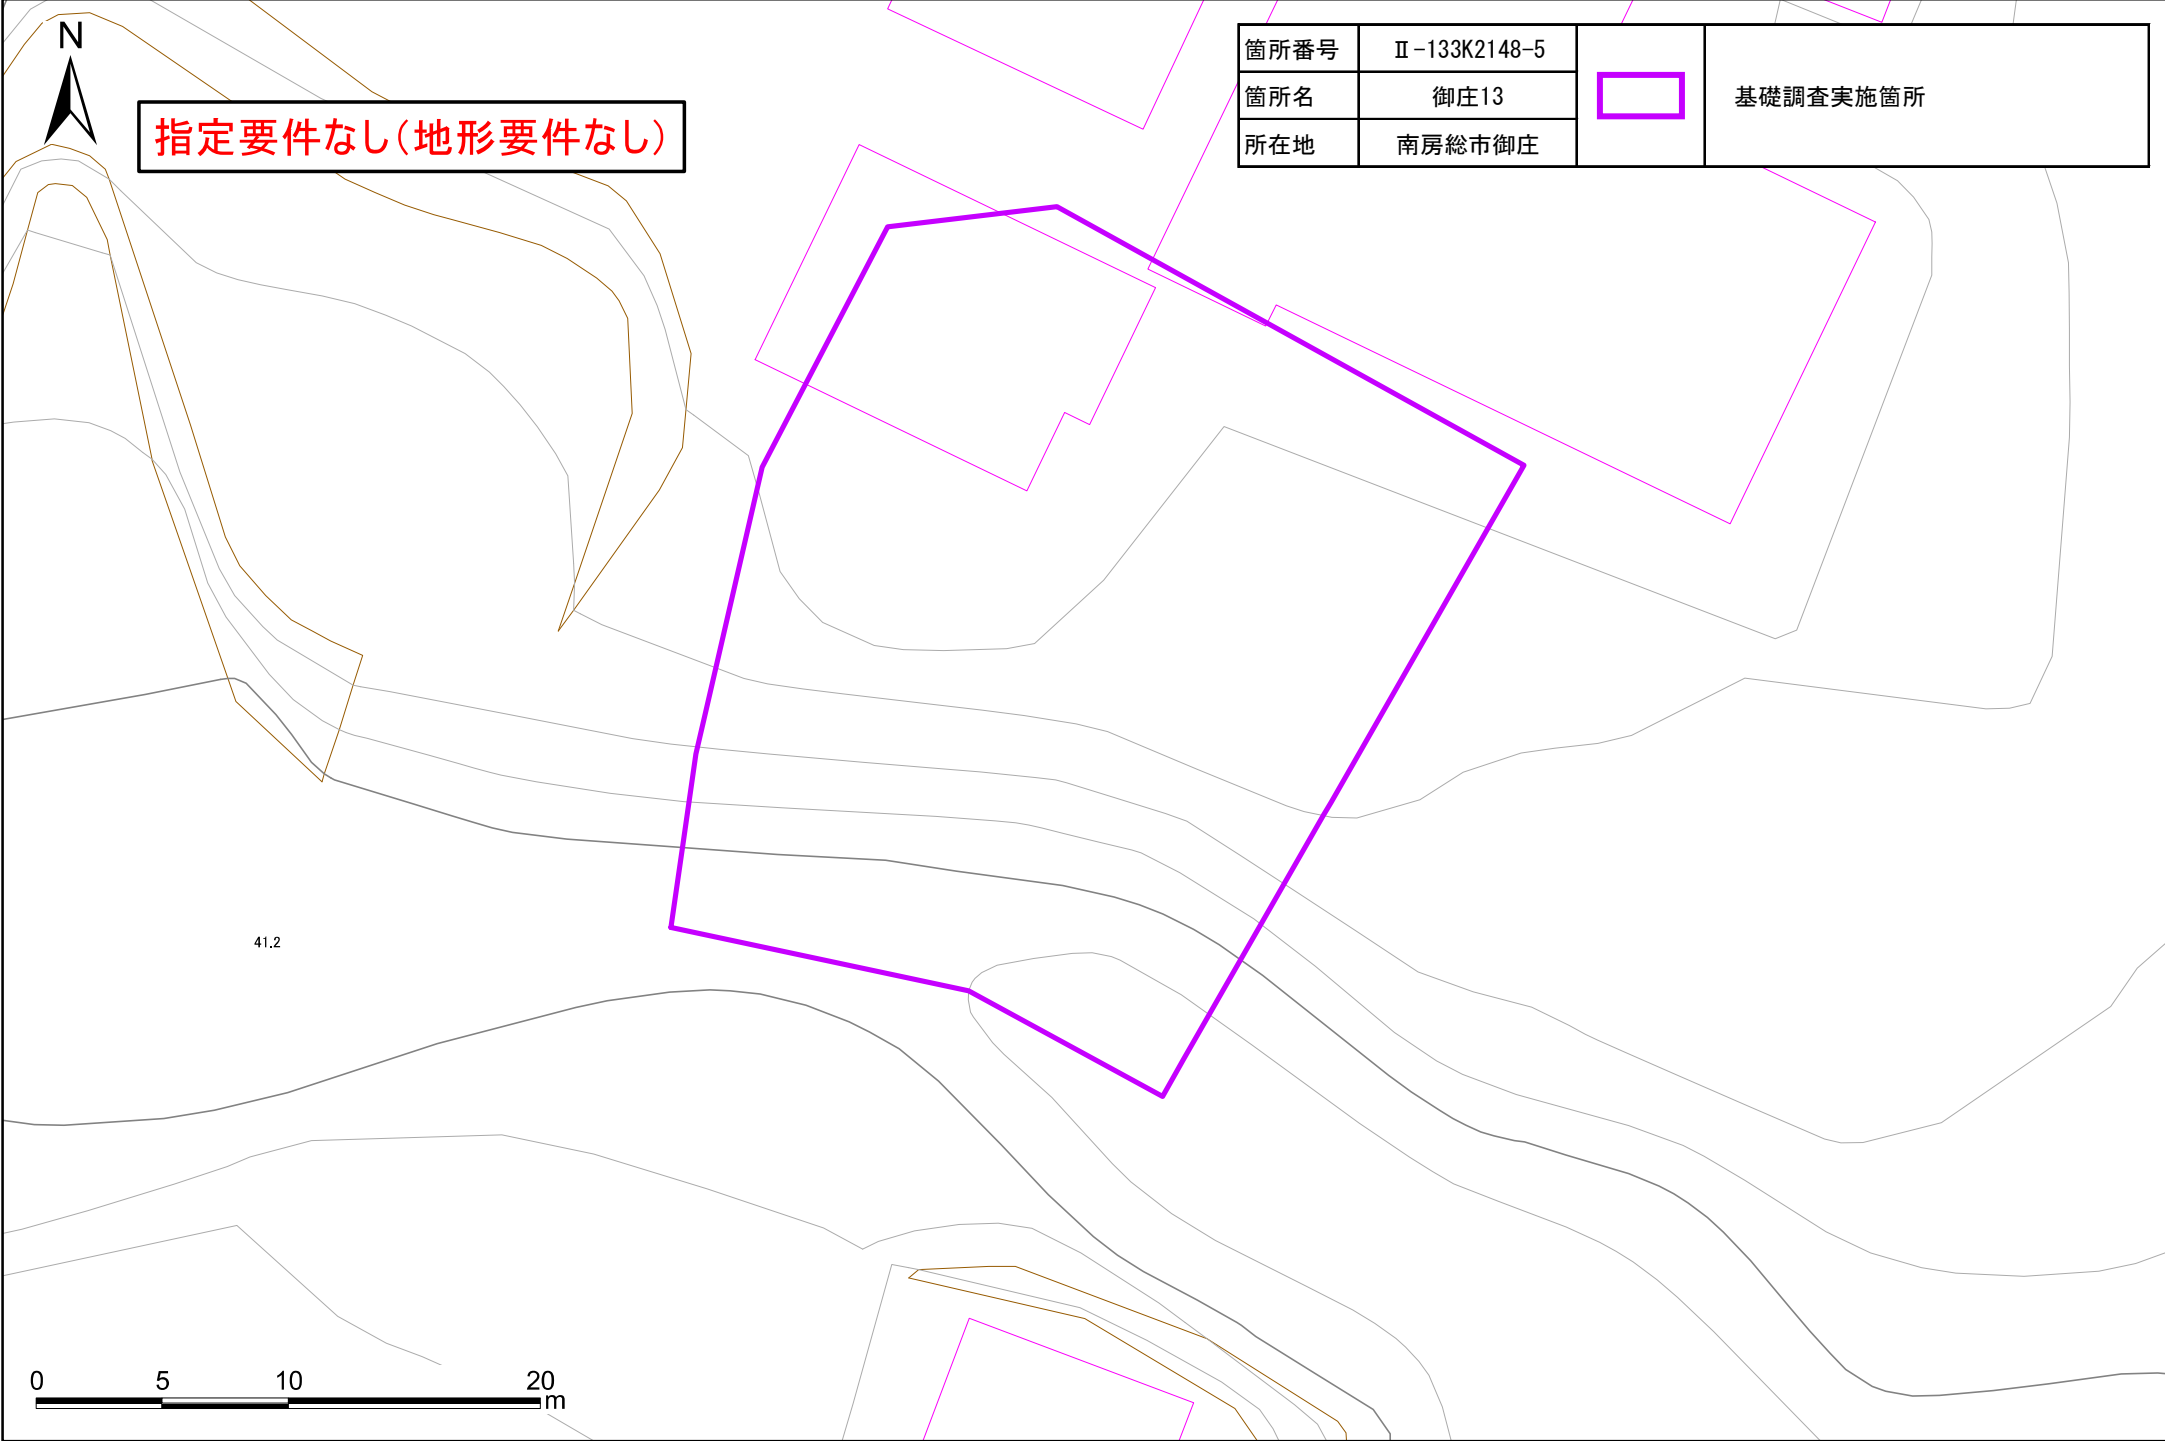 N
指定要件なし（地形要件なし）
箇所番号 Ⅱ-133K2148-5
箇所名 御庄13
所在地 南房総市御庄
基礎調査実施箇所
41.2
0 5 10 20
m